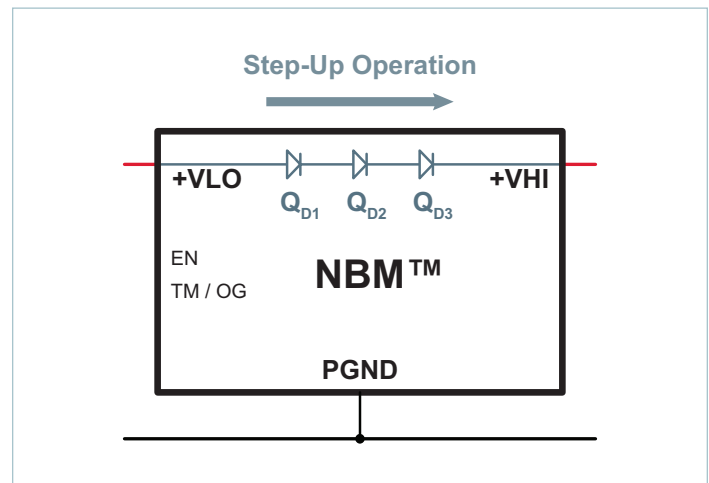 Step-Up Operation
+VLO +VHI
QD1 QD2 QD3
EN
NBM™
TM / OG
PGND